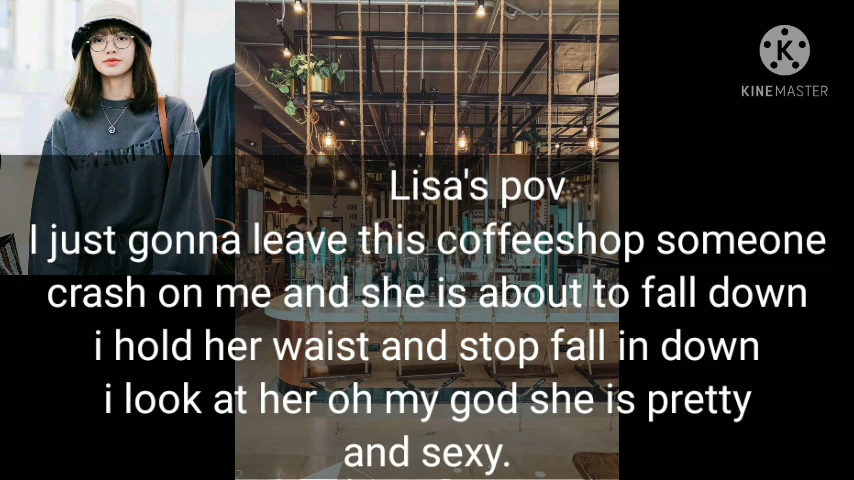 KINEMASTER
Lisa's pov
I just gonna leave this coffeeshop someone
crash on me and she is about to fall down
i hold her waist and stop fall in down
i look at her oh my god she is pretty
and sexy.